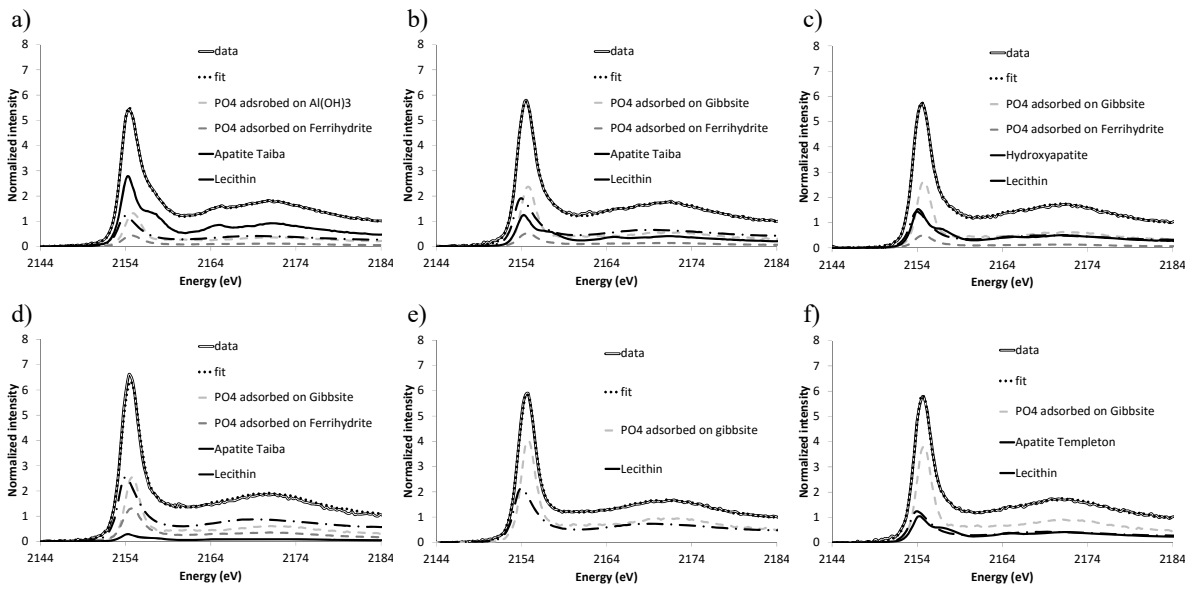 a)
8
7
6
5
4
3
2
1
0
Normalized intensity
data
fit
PO4 adsorbed on Al(OH)3
PO4 adsorbed on Ferrihydrite
Apatite Taiba
Lecithin
2144 2154 2164 2174 2184
Energy (eV)
b)
8
7
6
5
4
3
2
1
0
Normalized intensity
data
fit
PO4 adsorbed on Gibbsite
PO4 adsorbed on Ferrihydrite
Apatite Taiba
Lecithin
2144 2154 2164 2174 2184
Energy (eV)
c)
8
7
6
5
4
3
2
1
0
Normalized intensity
data
fit
PO4 adsorbed on Gibbsite
PO4 adsorbed on Ferrihydrite
Hydroxyapatite
Lecithin
2144 2154 2164 2174 2184
Energy (eV)
d)
8
7
6
5
4
3
2
1
0
Normalized intensity
data
fit
PO4 adsorbed on Gibbsite
PO4 adsorbed on Ferrihydrite
Apatite Taiba
Lecithin
2144 2154 2164 2174 2184
Energy (eV)
e)
8
7
6
5
4
3
2
1
0
Normalized intensity
data
fit
PO4 adsorbed on gibbsite
Lecithin
2144 2154 2164 2174 2184
Energy (eV)
f)
8
7
6
5
4
3
2
1
0
Normalized intensity
data
fit
PO4 adsorbed on Gibbsite
Apatite Templeton
Lecithin
2144 2154 2164 2174 2184
Energy (eV)